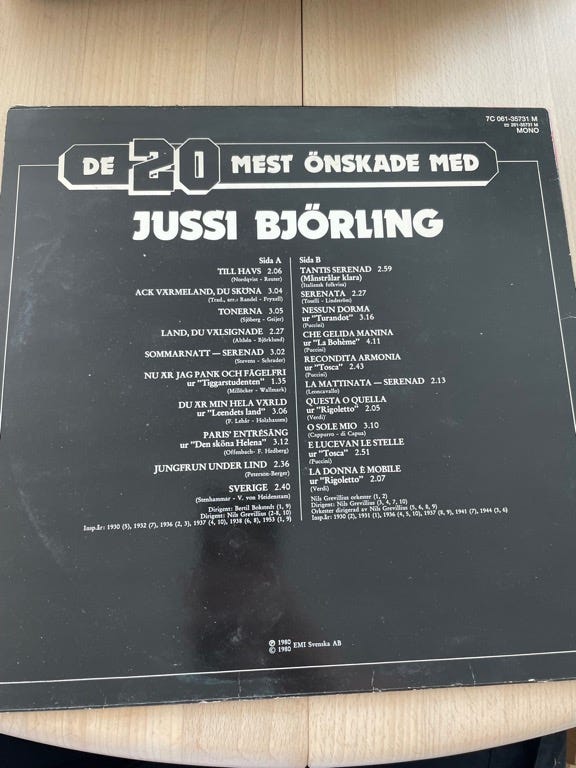 7C 061-35731 M
261-35731 M
MONO
DE 20 MEST ÖNSKADE MED
JUSSI BJÖRLING
Sida A
TILL HAVS 2.06
(Nordqvist - Reuter)
ACK VÄRMELAND, DU SKÖNA 3.04
(Trad., arr.: Randel - Fryxell)
TONERNA 3.05
(Sjöberg - Geijer)
LAND, DU VÄLSIGNADE 2.27
(Althén - Björklund)
SOMMARNATT — SERENAD 3.02
(Stevens - Schrader)
NU ÄR JAG PANK OCH FÅGELFRI
ur "Tiggarstudenten" 1.35
(Millöcker - Wallmark)
DU ÄR MIN HELA VÄRLD
ur "Leendets land" 3.06
(F. Lehár - Holzhausen)
PARIS' ENTRÉSÅNG
ur "Den sköna Helena" 3.12
(Offenbach- F. Hedberg)
JUNGFRUN UNDER LIND 2.36
(Peterson-Berger)
SVERIGE 2.40
(Stenhammar - V. von Heidenstam)
Dirigent: Bertil Bokstedt (1, 9)
Dirigent: Nils Grevillius (2-8, 10)
Insp.år: 1930 (5), 1932 (7), 1936 (2, 3), 1937 (4, 10), 1938 (6, 8), 1953 (1, 9)
Sida B
TANTIS SERENAD 2.59
(Månstrålar klara)
(Italiensk folkvisa)
SERENATA 2.27
(Toselli - Lindström)
NESSUN DORMA
ur "Turandot" 3.16
(Puccini)
CHE GELIDA MANINA
ur "La Bohème" 4.11
(Puccini)
RECONDITA ARMONIA
ur "Tosca" 2.43
(Puccini)
LA MATTINATA — SERENAD 2.13
(Leoncavallo)
QUESTA O QUELLA
ur "Rigoletto" 2.05
(Verdi)
O SOLE MIO 3.10
(Cappurro - di Capua)
E LUCEVAN LE STELLE
ur "Tosca" 2.51
(Puccini)
LA DONNA È MOBILE
ur "Rigoletto" 2.07
(Verdi)
Nils Grevillius orkester (1, 2)
Dirigent: Nils Grevillius (3, 4, 7, 10)
Orkester dirigerad av Nils Grevillius (5, 6, 8, 9)
Insp.år: 1930 (2), 1931 (1), 1936 (4, 5, 10), 1937 (8, 9), 1941 (7), 1944 (3, 6)
℗ 1980 EMI Svenska AB
© 1980